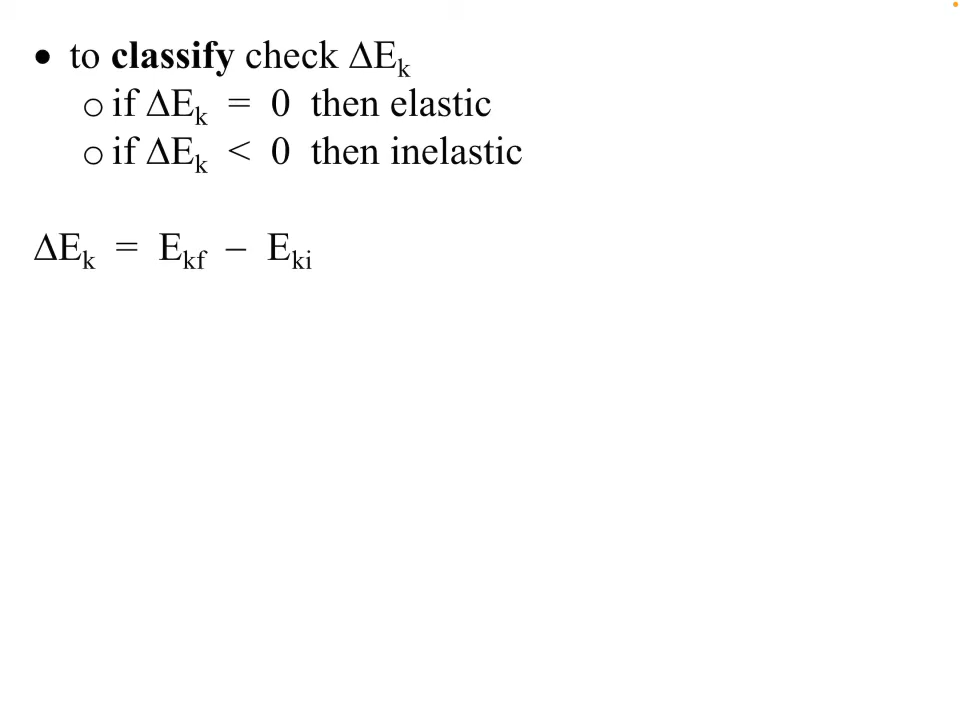 • to classify check ΔEk
o if ΔEk = 0 then elastic
o if ΔEk < 0 then inelastic
ΔEk = Ekf – Eki